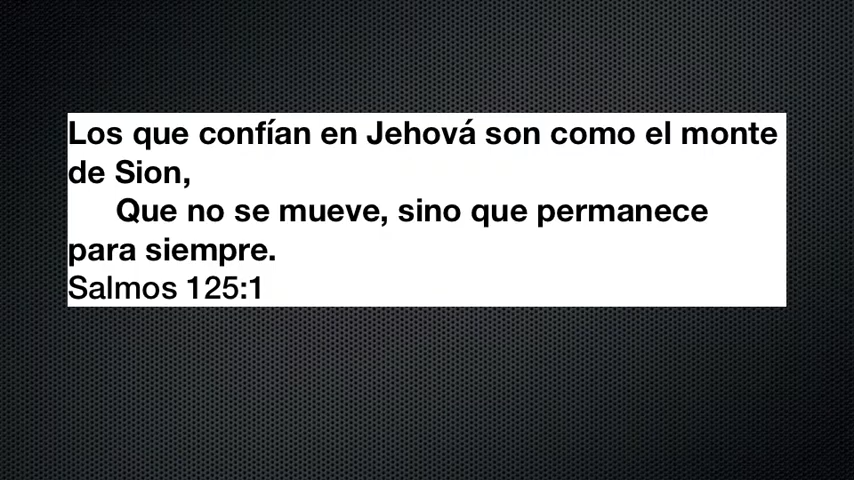 Los que confían en Jehová son como el monte
de Sion,
Que no se mueve, sino que permanece
para siempre.
Salmos 125:1